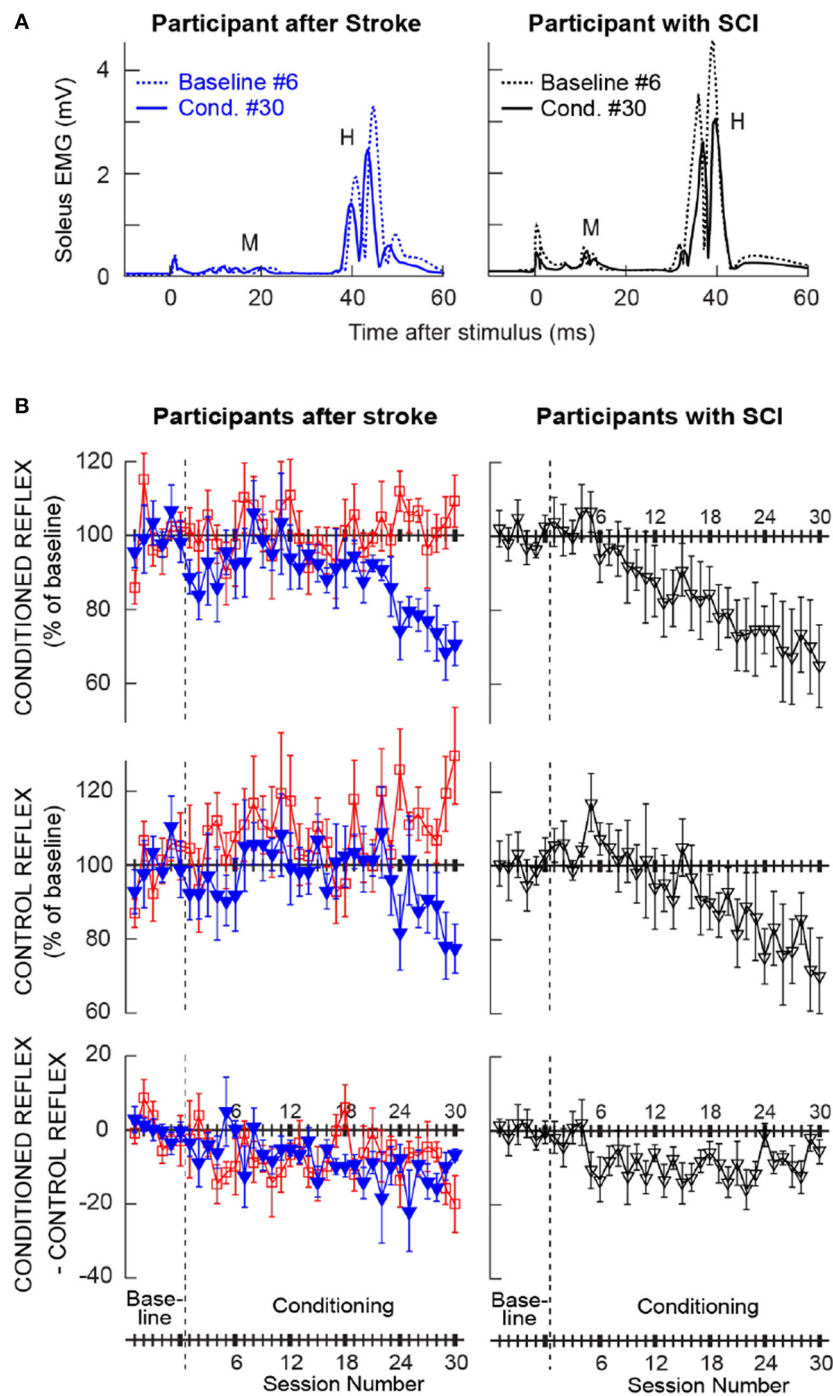 A
Participant after Stroke
Participant with SCI
Soleus EMG (mV)
4
2
0
Baseline #6
Cond. #30
H
M
Baseline #6
Cond. #30
H
M
0 20 40 60
0 20 40 60
Time after stimulus (ms)
B
Participants after stroke
Participants with SCI
CONDITIONED REFLEX
(% of baseline)
120
100
80
60
6 12 18 24 30
6 12 18 24 30
CONTROL REFLEX
(% of baseline)
120
100
80
60
CONDITIONED REFLEX
- CONTROL REFLEX
20
0
-20
-40
6 12 18 24 30
6 12 18 24 30
Base-
line
Conditioning
Base-
line
Conditioning
6 12 18 24 30
6 12 18 24 30
Session Number
Session Number